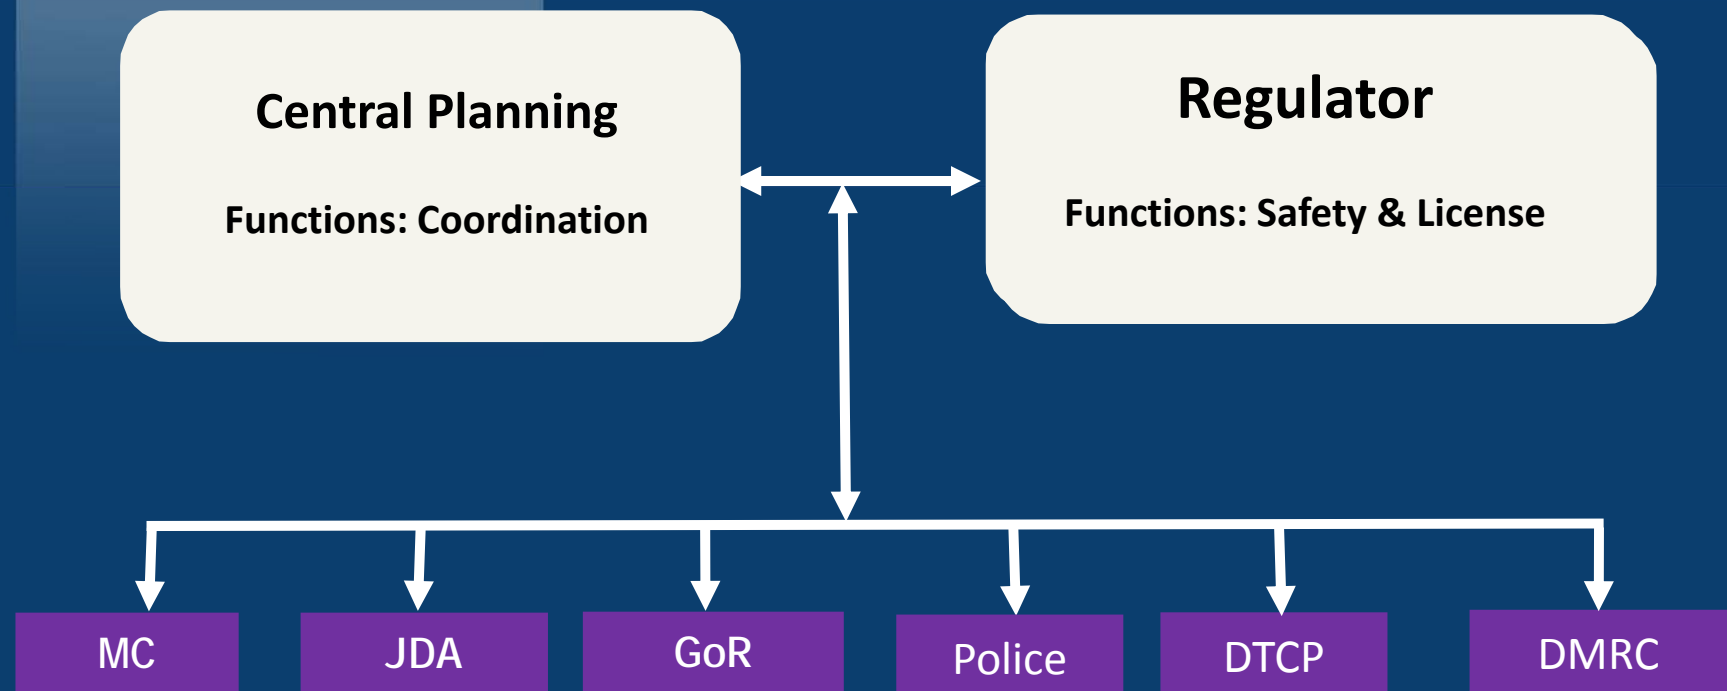 Central Planning
Functions: Coordination
Regulator
Functions: Safety & License
MC
JDA
GoR
Police
DTCP
DMRC